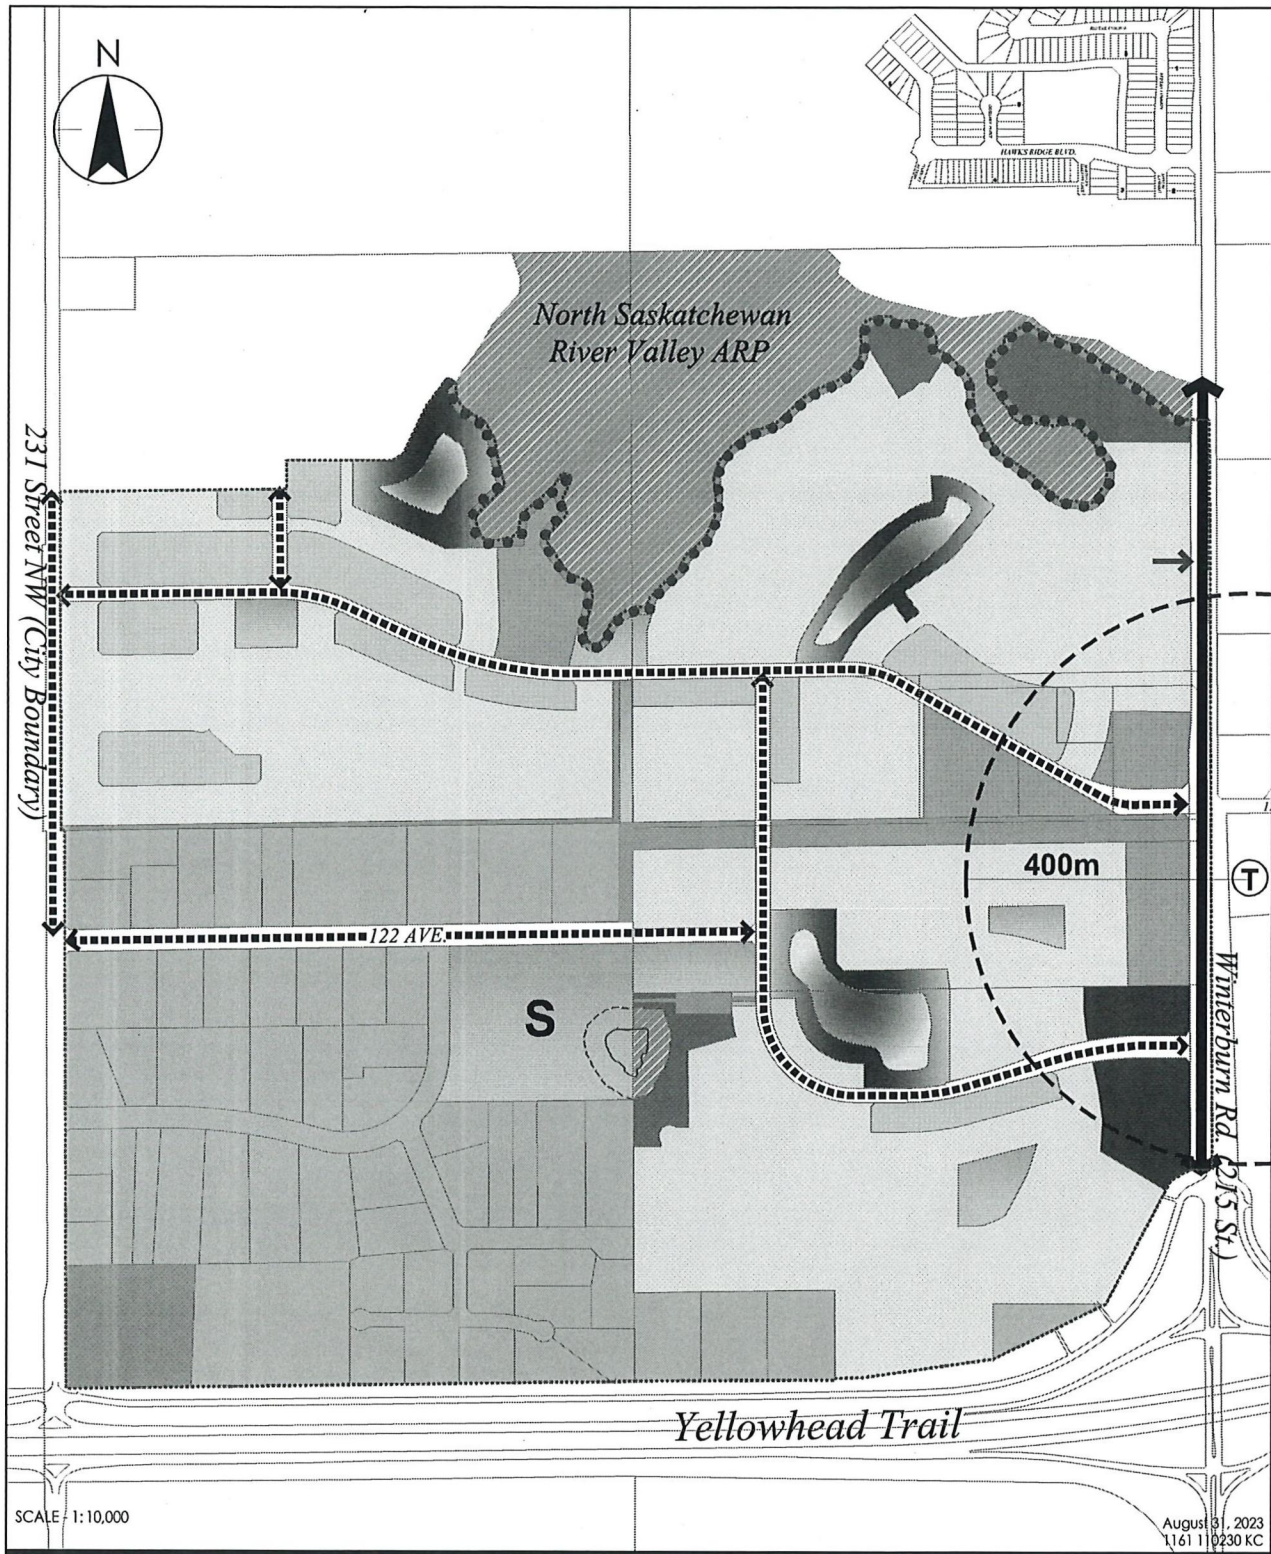 N
HAWKS RIDGE BLVD.
North Saskatchewan
River Valley ARP
231 Street NW (City Boundary)
400m
T
122 AVE.
S
Winterburn Rd. (215 St.)
Yellowhead Trail
SCALE - 1:10,000
August 31, 2023
1161 110230 KC